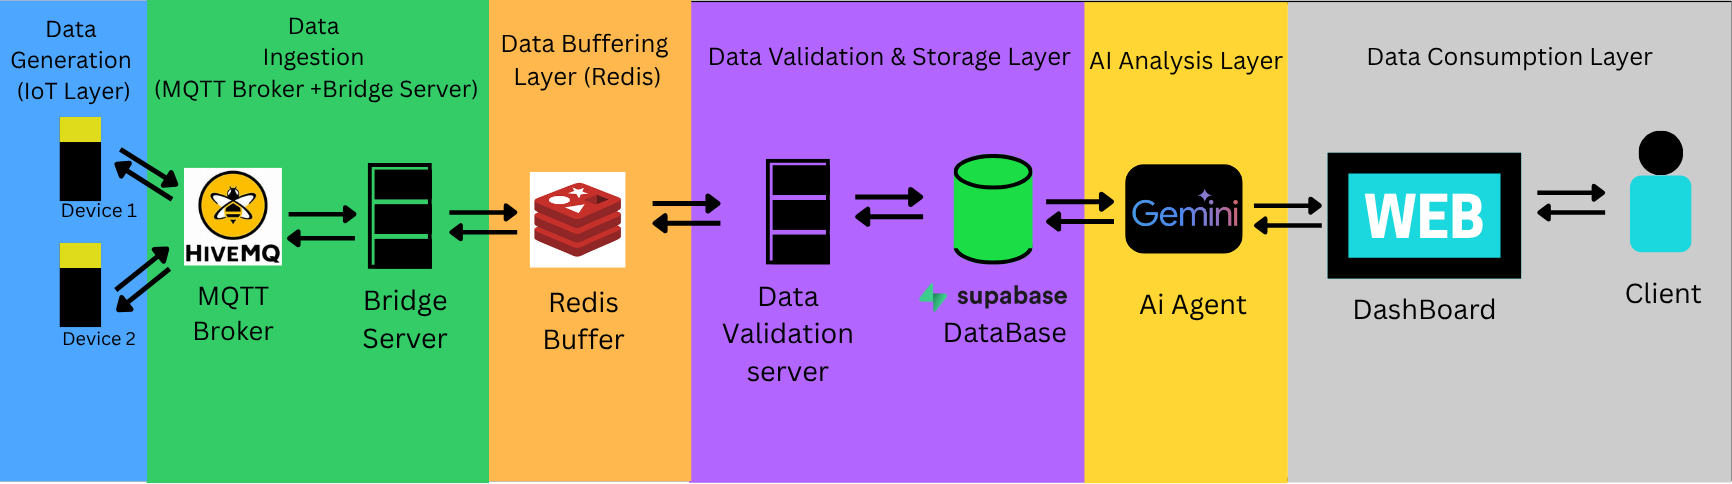 Data
Generation
(IoT Layer)
Device 1
Device 2
Data
Ingestion
(MQTT Broker +Bridge Server)
HIVEMQ
MQTT
Broker
Bridge
Server
Data Buffering
Layer (Redis)
Redis
Buffer
Data Validation & Storage Layer
Data
Validation
server
supabase
DataBase
AI Analysis Layer
Gemini
Ai Agent
Data Consumption Layer
WEB
DashBoard
Client